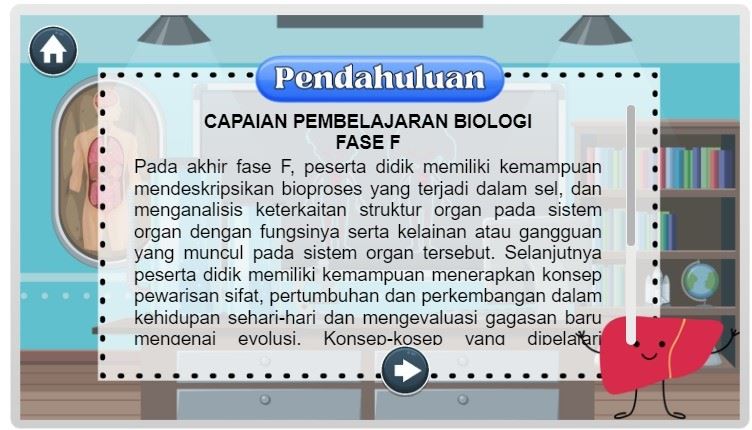 Pendahuluan
CAPAIAN PEMBELAJARAN BIOLOGI
FASE F
Pada akhir fase F, peserta didik memiliki kemampuan
mendeskripsikan bioproses yang terjadi dalam sel, dan
menganalisis keterkaitan struktur organ pada sistem
organ dengan fungsinya serta kelainan atau gangguan
yang muncul pada sistem organ tersebut. Selanjutnya
peserta didik memiliki kemampuan menerapkan konsep
pewarisan sifat, pertumbuhan dan perkembangan dalam
kehidupan sehari-hari dan mengevaluasi gagasan baru
mengenai evolusi. Konsep-kosep yang dipelajari